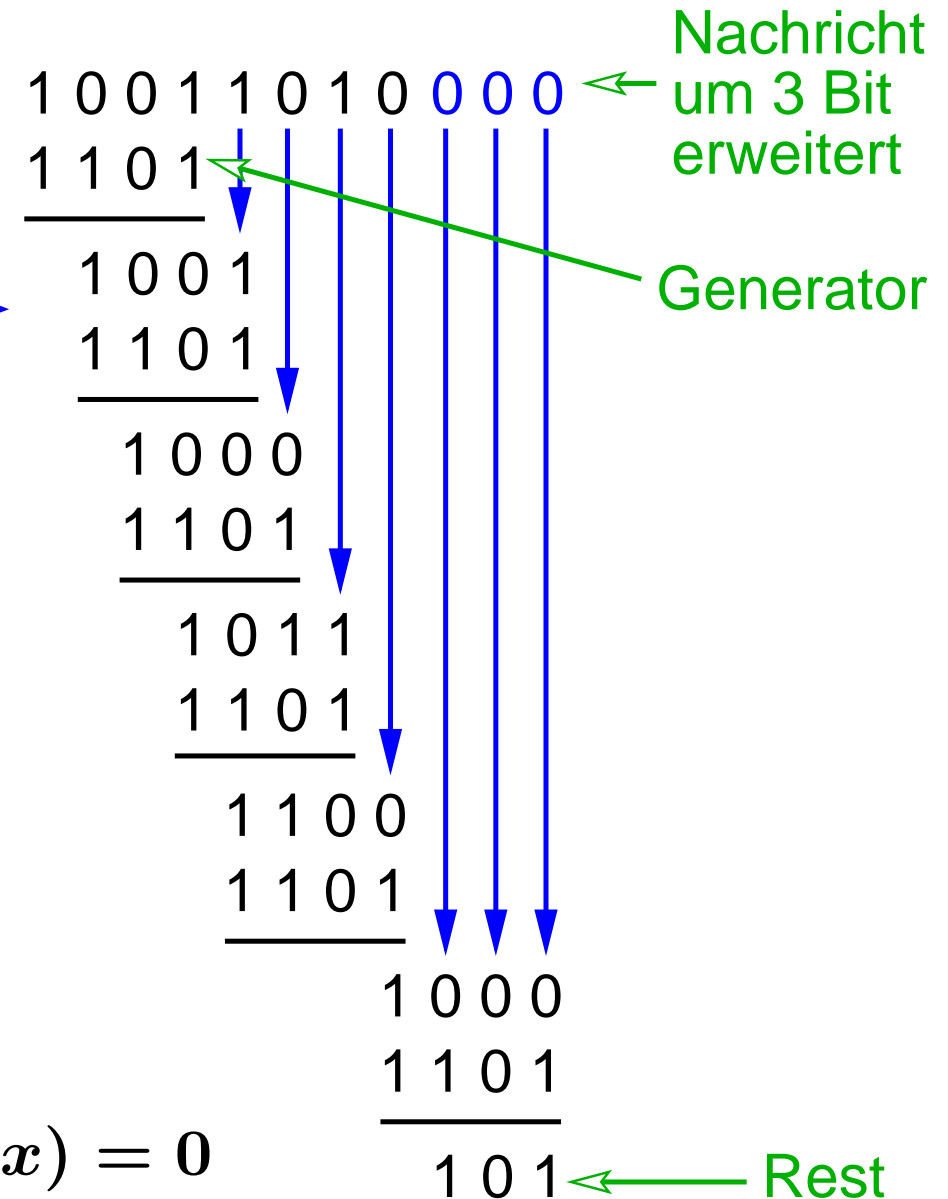 Nachricht
1 0 0 1 1 0 1 0 0 0 0 um 3 Bit
erweitert
1 1 0 1
1 0 0 1
Generator
1 1 0 1
1 0 0 0
1 1 0 1
1 0 1 1
1 1 0 1
1 1 0 0
1 1 0 1
1 0 0 0
1 1 0 1
x) = 0
1 0 1 Rest